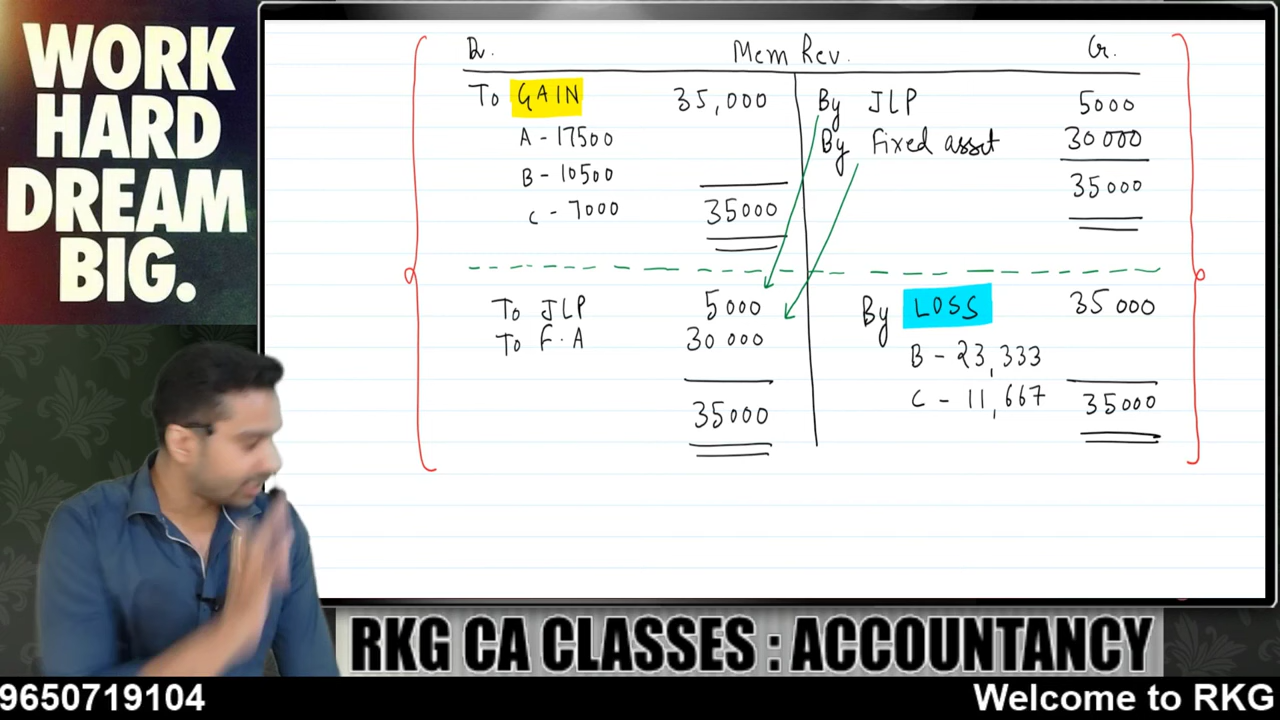 WORK
HARD
DREAM
BIG.
Dr. Mem Rev. Cr.
To GAIN 35,000 By JLP 5000
A - 17500 By Fixed asset 30000
B - 10500 35000
C - 7000 35000
To JLP 5000 By LOSS 35000
To F.A 30000 B - 23,333
35000 C - 11,667 35000
RKG CA CLASSES : ACCOUNTANCY
9650719104 Welcome to RKG